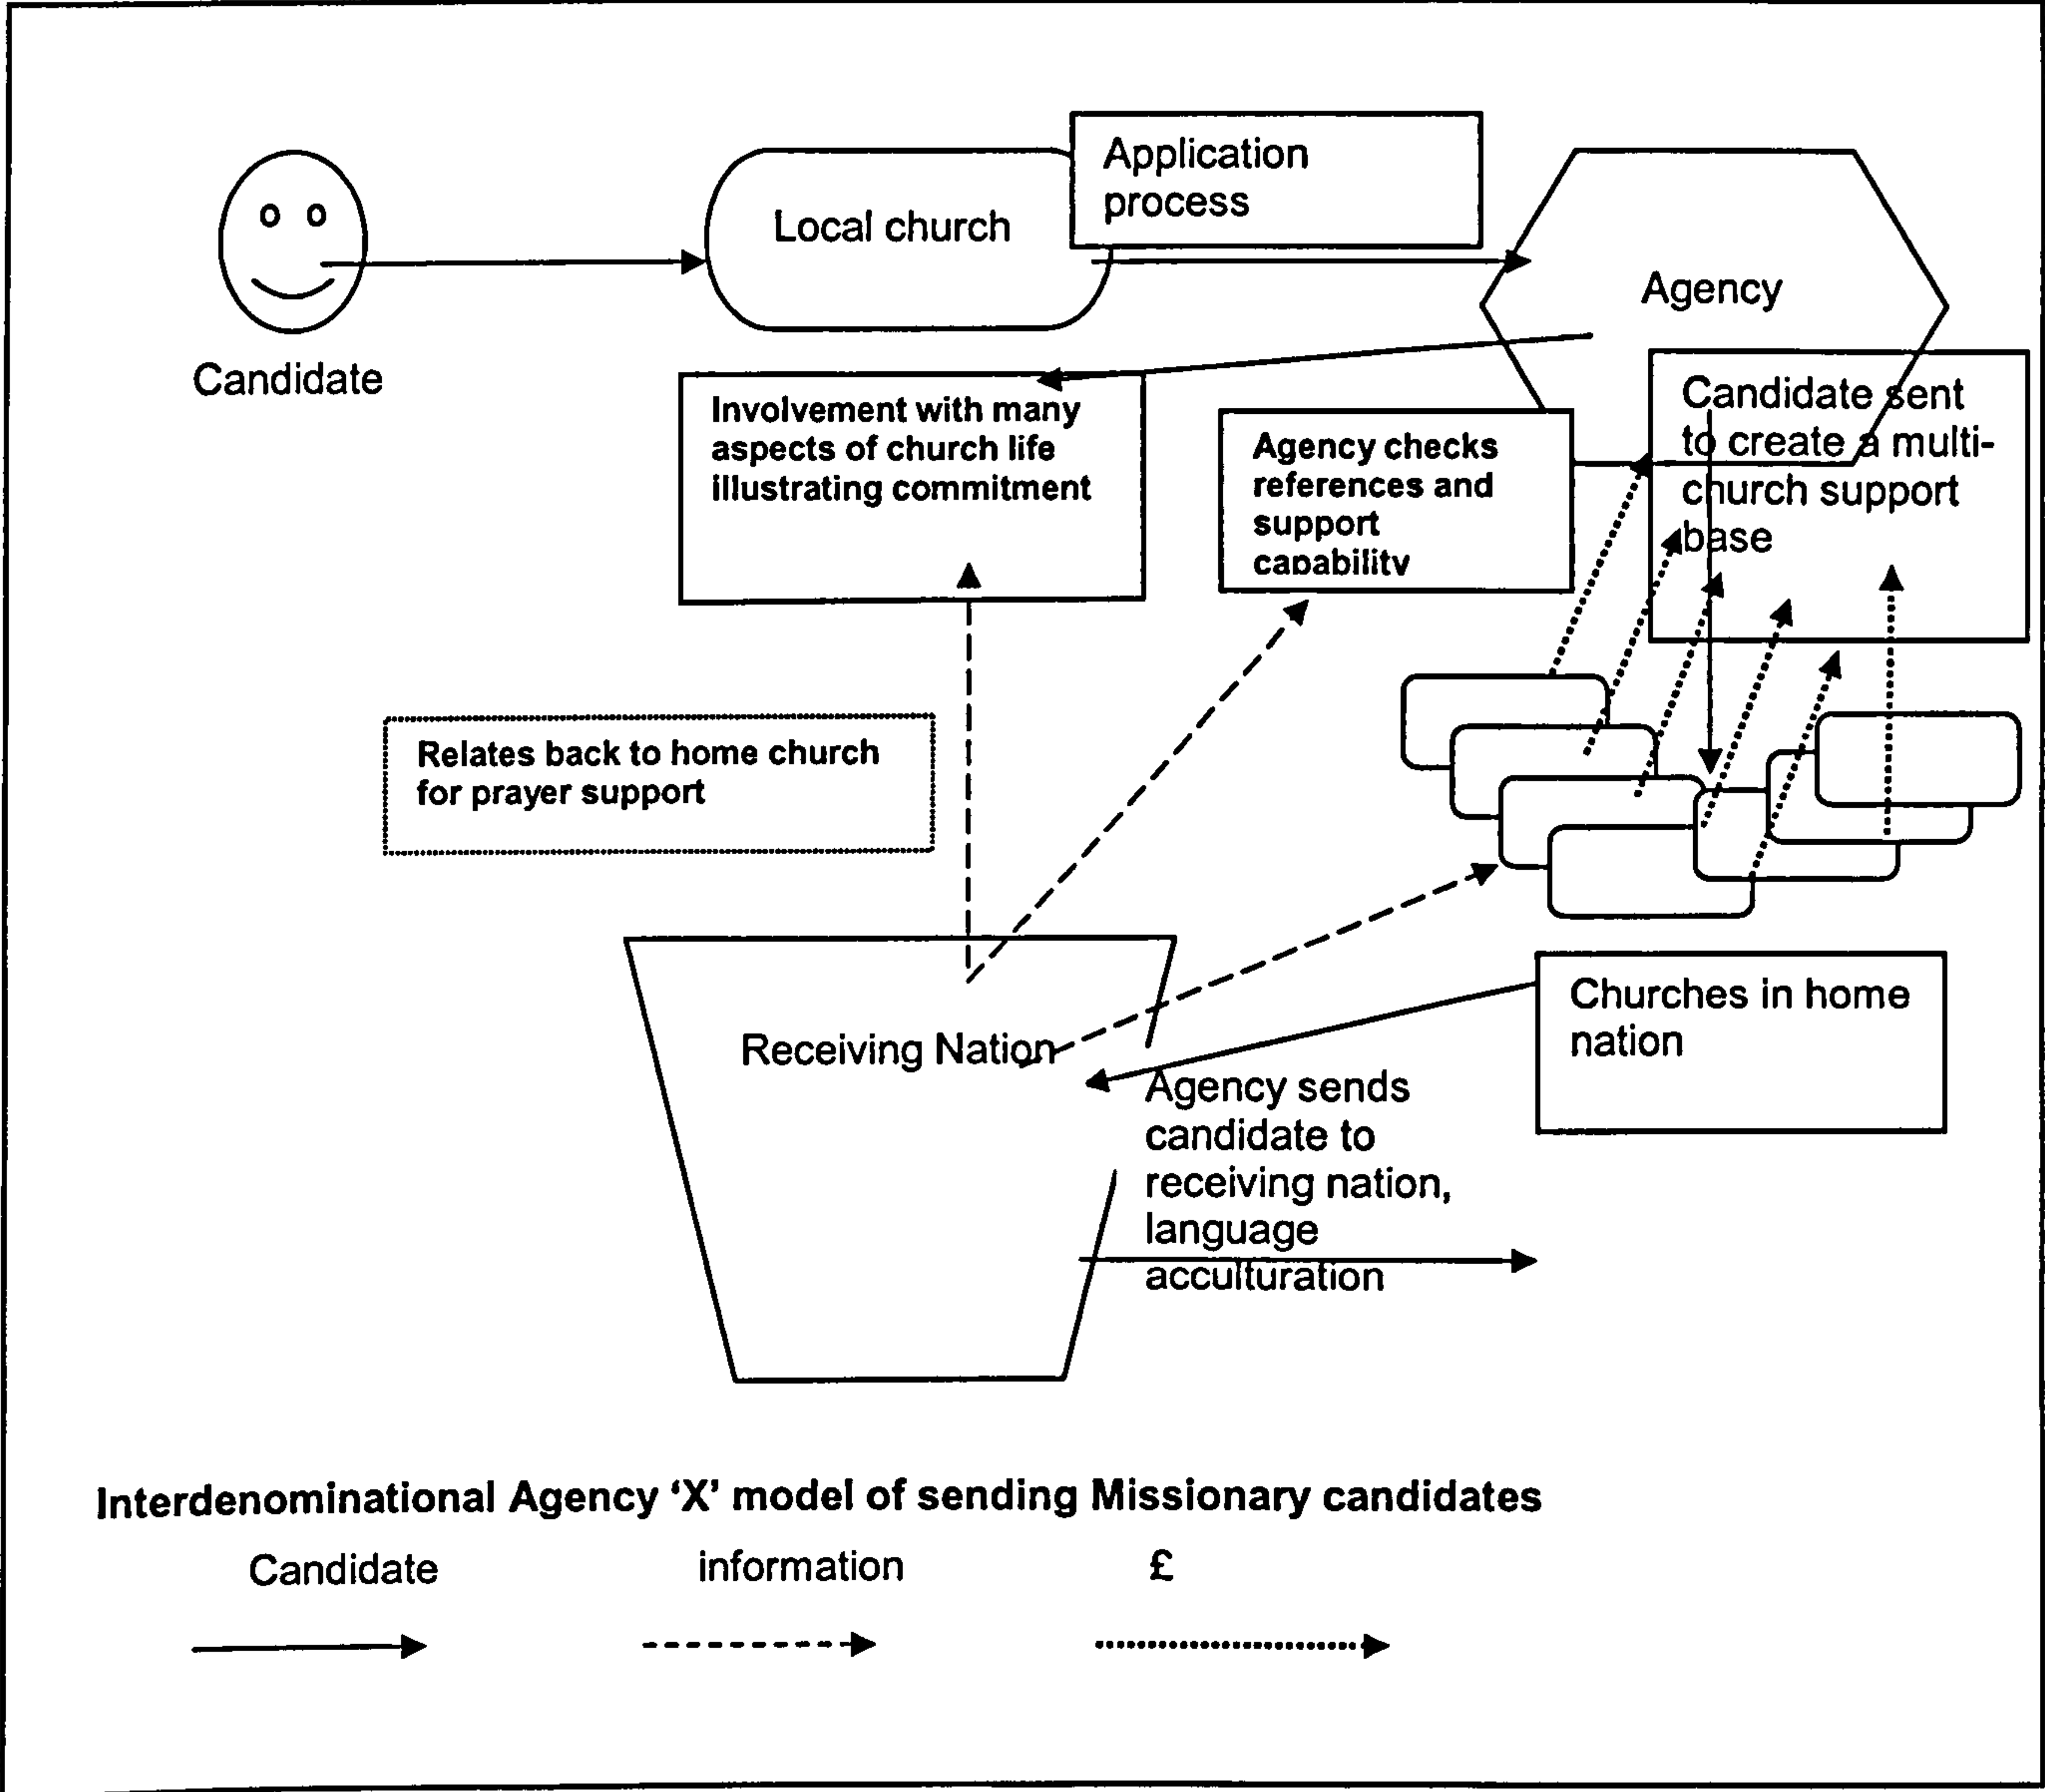 Application
process
Local church
Agency
Candidate
Candidate sent
to create a multi-
church support
base
Involvement with many
aspects of church life
illustrating commitment
Agency checks
references and
support
capability
Relates back to home church
for prayer support
Churches in home
nation
Receiving Nation
Agency sends
candidate to
receiving nation,
language
acculturation
Interdenominational Agency ‘X’ model of sending Missionary candidates
Candidate
information
£